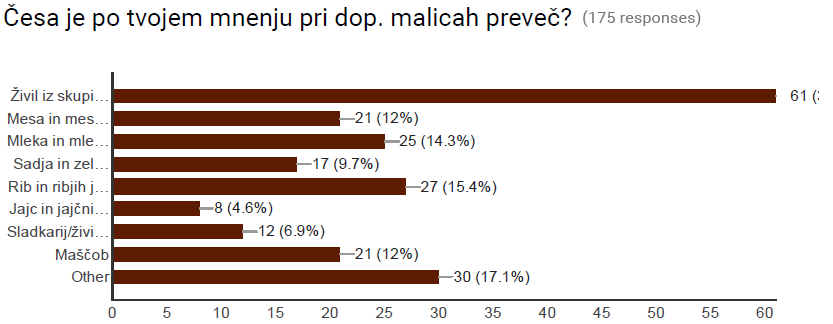 Česa je po tvojem mnenju pri dop. malicah preveč? (175 responses)
Živil iz skupi… 61
Mesa in mes… 21 (12%)
Mleka in mle… 25 (14.3%)
Sadja in zel… 17 (9.7%)
Rib in ribjih j… 27 (15.4%)
Jajc in jajčni… 8 (4.6%)
Sladkarij/živi… 12 (6.9%)
Maščob 21 (12%)
Other 30 (17.1%)
0 5 10 15 20 25 30 35 40 45 50 55 60